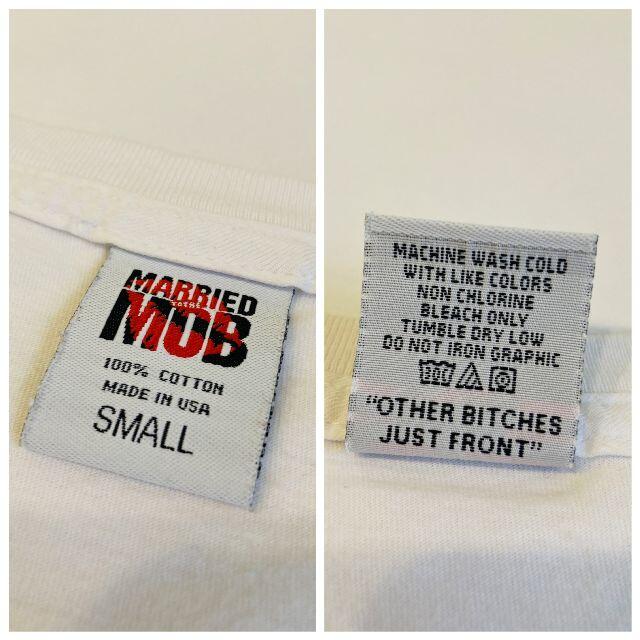 MARRIED
TO THE
MOB
100% COTTON
MADE IN USA
SMALL
MACHINE WASH COLD
WITH LIKE COLORS
NON CHLORINE
BLEACH ONLY
TUMBLE DRY LOW
DO NOT IRON GRAPHIC
"OTHER BITCHES
JUST FRONT"